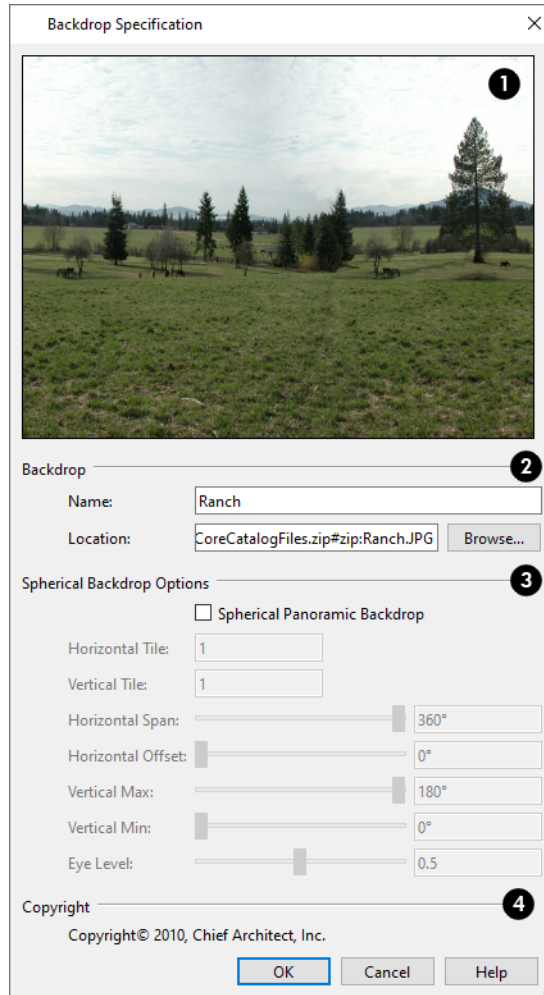 Backdrop Specification
1
Backdrop
2
Name: Ranch
Location: CoreCatalogFiles.zip#zip:Ranch.JPG Browse...
Spherical Backdrop Options
3
Spherical Panoramic Backdrop
Horizontal Tile: 1
Vertical Tile: 1
Horizontal Span: 360°
Horizontal Offset: 0°
Vertical Max: 180°
Vertical Min: 0°
Eye Level: 0.5
Copyright
4
Copyright© 2010, Chief Architect, Inc.
OK Cancel Help